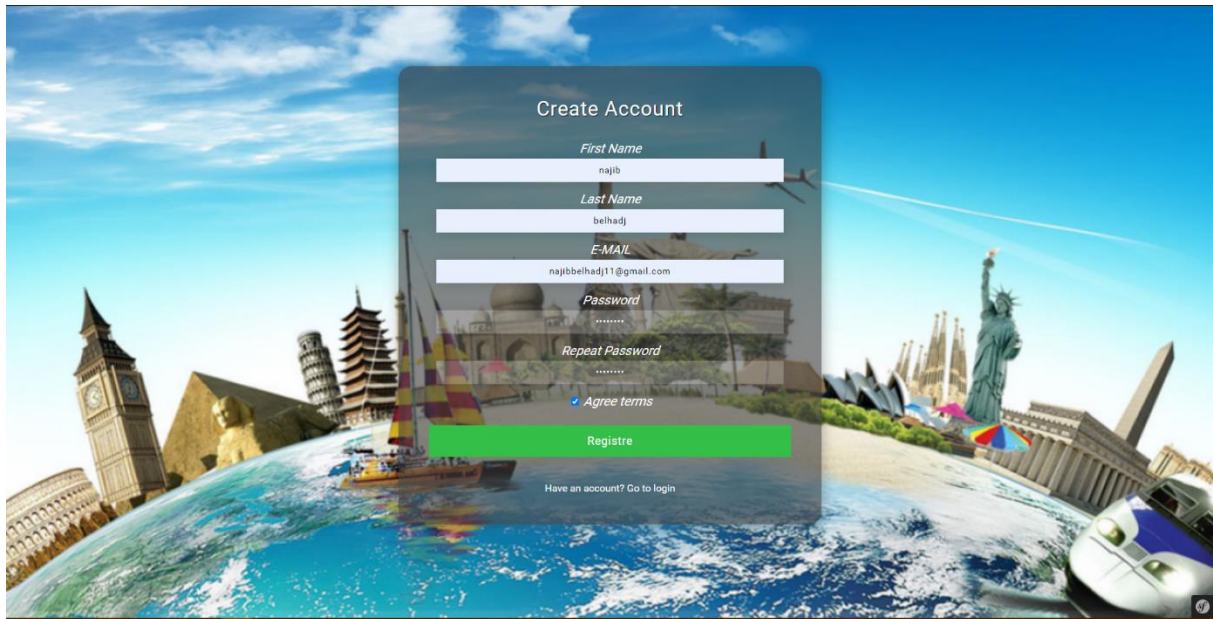 Create Account
First Name
najib
Last Name
belhadj
E-MAIL
najibbelhadj11@gmail.com
Password
........
Repeat Password
........
Agree terms
Registre
Have an account? Go to login
sf